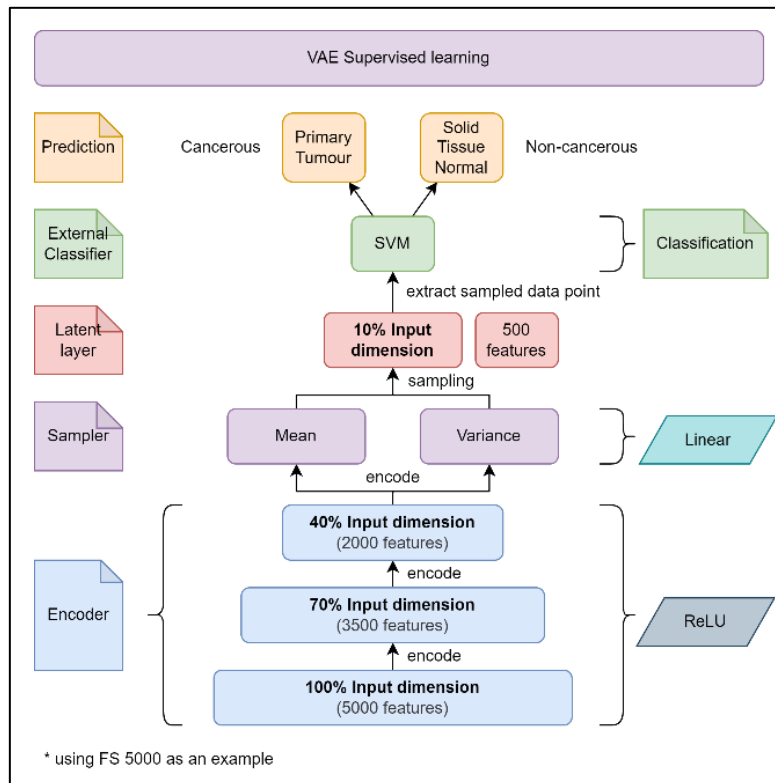 VAE Supervised learning
Prediction
Cancerous
Primary
Tumour
Solid
Tissue
Normal
Non-cancerous
External
Classifier
SVM
Classification
extract sampled data point
Latent
layer
10% Input
dimension
500
features
sampling
Sampler
Mean
Variance
Linear
encode
40% Input dimension
(2000 features)
encode
Encoder
70% Input dimension
(3500 features)
ReLU
encode
100% Input dimension
(5000 features)
* using FS 5000 as an example